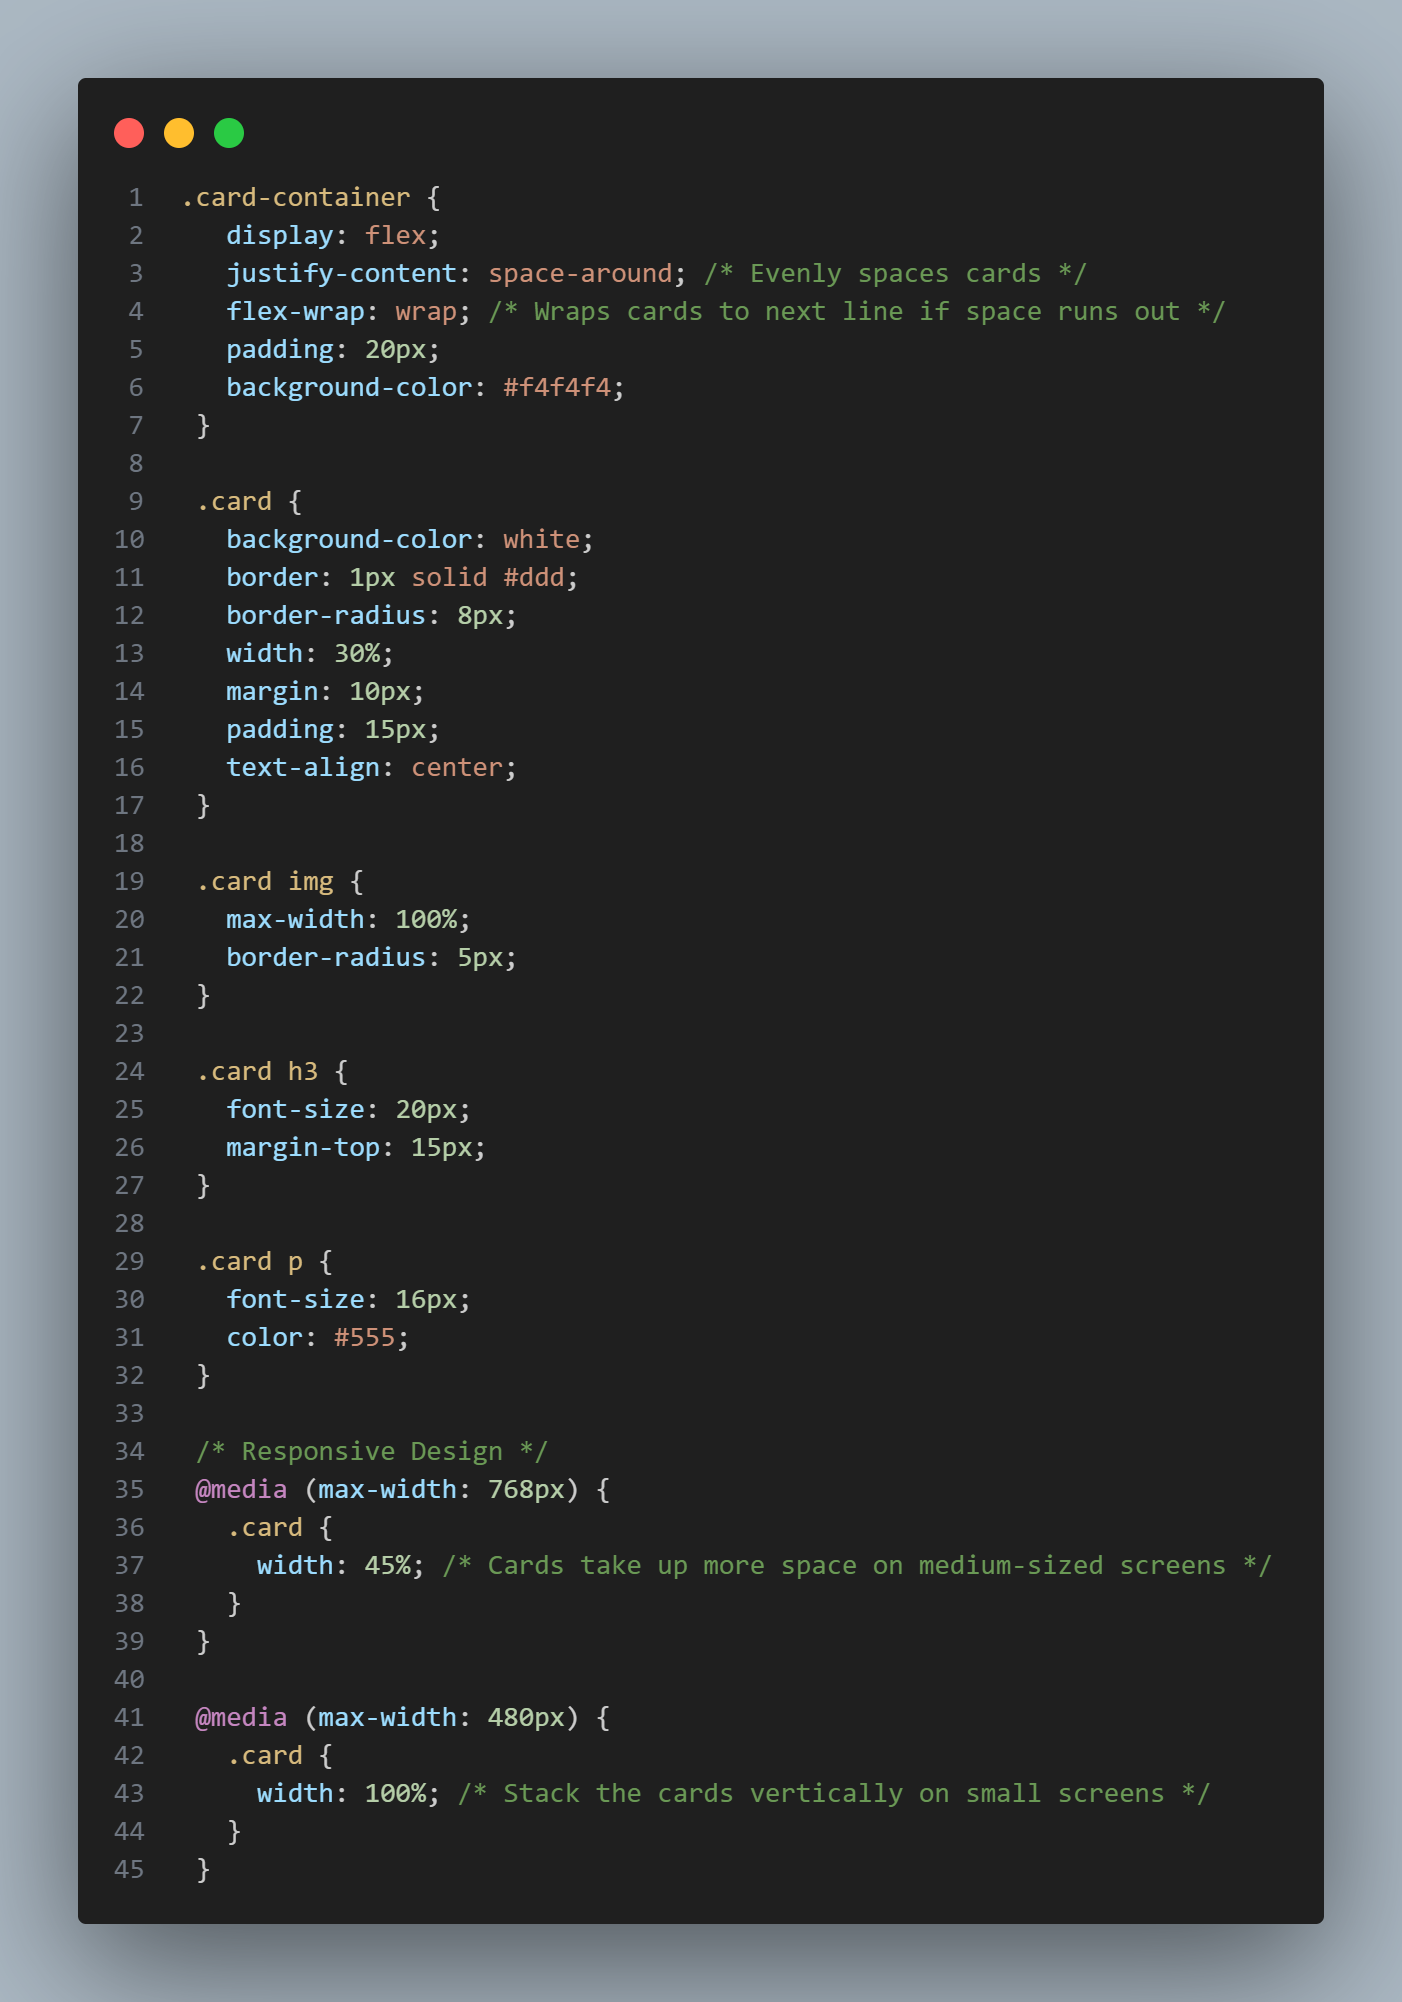 1 .card-container {
2   display: flex;
3   justify-content: space-around; /* Evenly spaces cards */
4   flex-wrap: wrap; /* Wraps cards to next line if space runs out */
5   padding: 20px;
6   background-color: #f4f4f4;
7 }
8
9 .card {
10   background-color: white;
11   border: 1px solid #ddd;
12   border-radius: 8px;
13   width: 30%;
14   margin: 10px;
15   padding: 15px;
16   text-align: center;
17 }
18
19 .card img {
20   max-width: 100%;
21   border-radius: 5px;
22 }
23
24 .card h3 {
25   font-size: 20px;
26   margin-top: 15px;
27 }
28
29 .card p {
30   font-size: 16px;
31   color: #555;
32 }
33
34 /* Responsive Design */
35 @media (max-width: 768px) {
36   .card {
37     width: 45%; /* Cards take up more space on medium-sized screens */
38   }
39 }
40
41 @media (max-width: 480px) {
42   .card {
43     width: 100%; /* Stack the cards vertically on small screens */
44   }
45 }